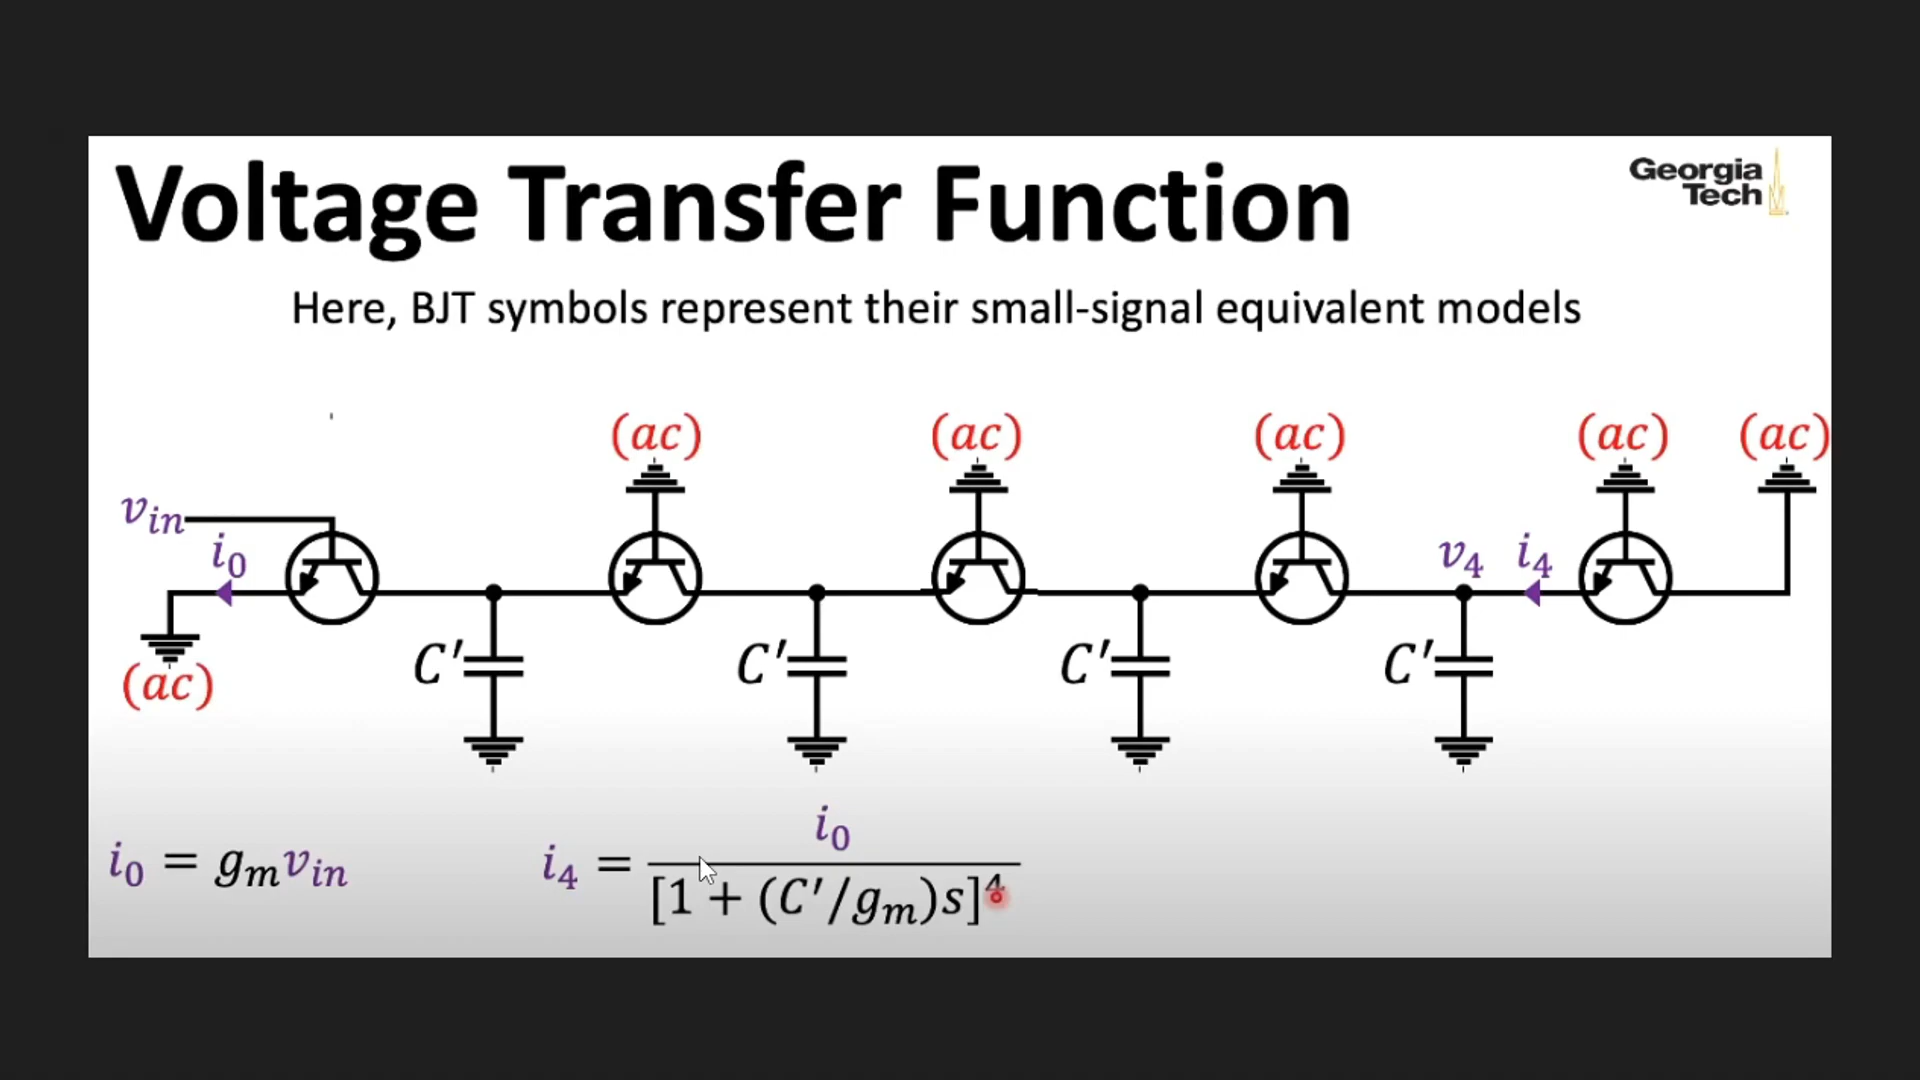 Voltage Transfer Function
Georgia
Tech
Here, BJT symbols represent their small-signal equivalent models
(ac) (ac) (ac) (ac) (ac)
v_in
i_0
v_4 i_4
C′ C′ C′ C′
(ac)
i_0 = g_m v_in
i_4 = i_0 / [1 + (C′/g_m)s]^4